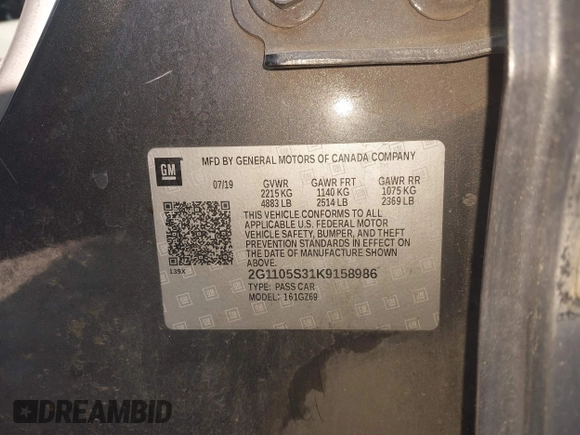 GM
MFD BY GENERAL MOTORS OF CANADA COMPANY
07/19 GVWR GAWR FRT GAWR RR
2215 KG 1140 KG 1075 KG
4883 LB 2514 LB 2369 LB
THIS VEHICLE CONFORMS TO ALL
APPLICABLE U.S. FEDERAL MOTOR
VEHICLE SAFETY, BUMPER, AND THEFT
PREVENTION STANDARDS IN EFFECT ON
THE DATE OF MANUFACTURE SHOWN
ABOVE.
139X
2G1105S31K9158986
TYPE: PASS CAR
MODEL: 161GZ69
DREAMBID